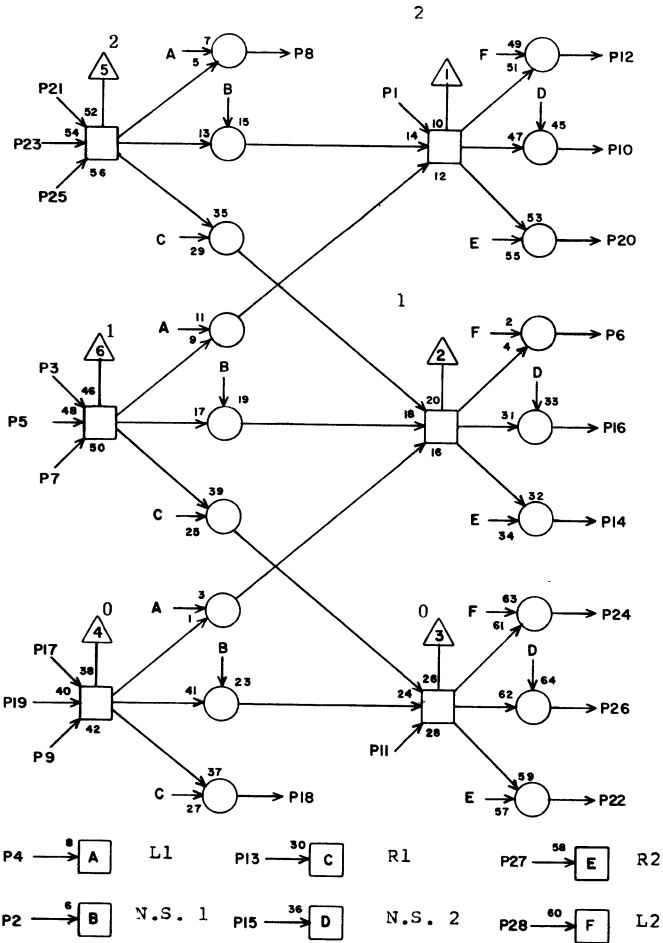 2
2
5
A
7
5
P8
B
P21
52
P23
54
13
15
P25
56
C
35
29
1
F
49
51
P12
P1
D
10
14
47
45
P10
12
53
E
55
P20
1
6
A
11
9
P3
B
46
P5
48
17
19
50
P7
C
39
25
1
2
F
2
4
P6
D
20
33
18
31
P16
16
32
E
34
P14
0
4
A
3
1
P17
B
38
P19
40
41
23
42
P9
C
37
27
P18
0
3
F
63
61
P24
D
26
64
24
62
P26
P11
28
59
E
57
P22
P4 8 A L1 P13 30 C R1 P27 58 E R2
P2 6 B N.S. 1 P15 36 D N.S. 2 P28 60 F L2